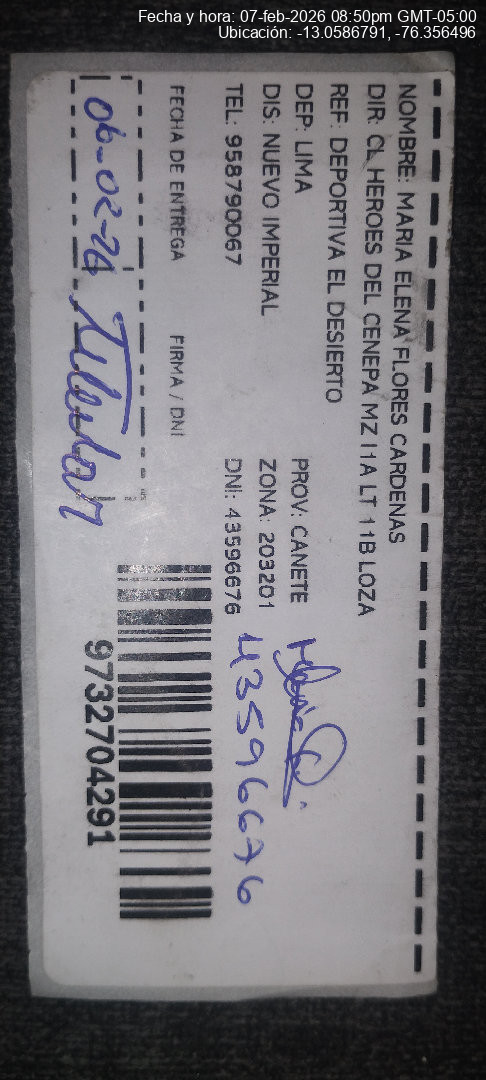 Fecha y hora: 07-feb-2026 08:50pm GMT-05:00
Ubicación: -13.0586791, -76.356496
NOMBRE: MARIA ELENA FLORES CARDENAS
DIR: CL HEROES DEL CENEPA MZ I1A LT 11B LOZA
REF: DEPORTIVA EL DESIERTO
DEP: LIMA PROV: CANETE
DIS: NUEVO IMPERIAL ZONA: 203201
TEL: 958790067 DNI: 43596676
43596676
FECHA DE ENTREGA FIRMA / DNI
06-02-26 Titular
9732704291